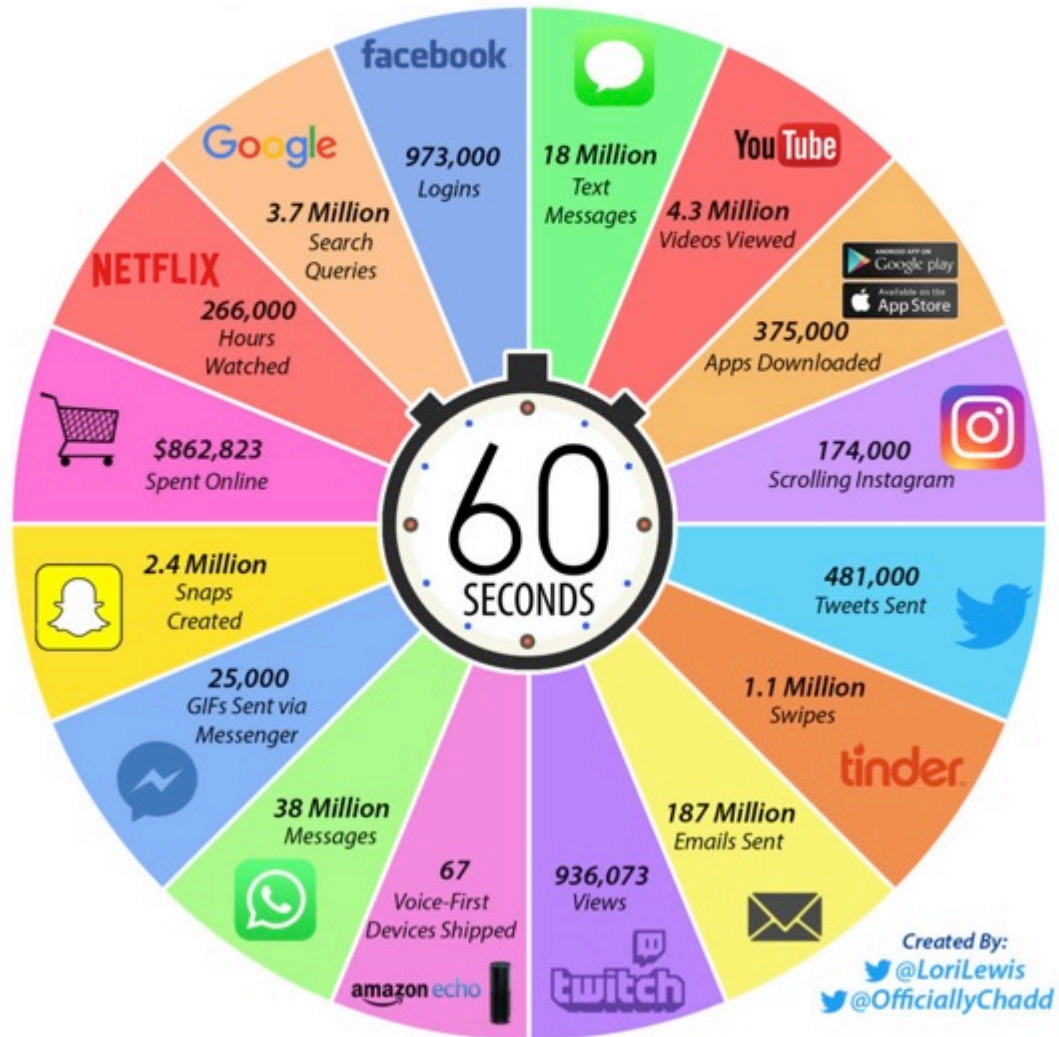 facebook
973,000
Logins
18 Million
Text
Messages
You Tube
4.3 Million
Videos Viewed
ANDROID APP ON
Google play
Available on the
App Store
375,000
Apps Downloaded
174,000
Scrolling Instagram
481,000
Tweets Sent
1.1 Million
Swipes
tinder
187 Million
Emails Sent
936,073
Views
twitch
67
Voice-First
Devices Shipped
amazon echo
38 Million
Messages
25,000
GIFs Sent via
Messenger
2.4 Million
Snaps
Created
$862,823
Spent Online
NETFLIX
266,000
Hours
Watched
Google
3.7 Million
Search
Queries
60
SECONDS
Created By:
@LoriLewis
@OfficiallyChadd